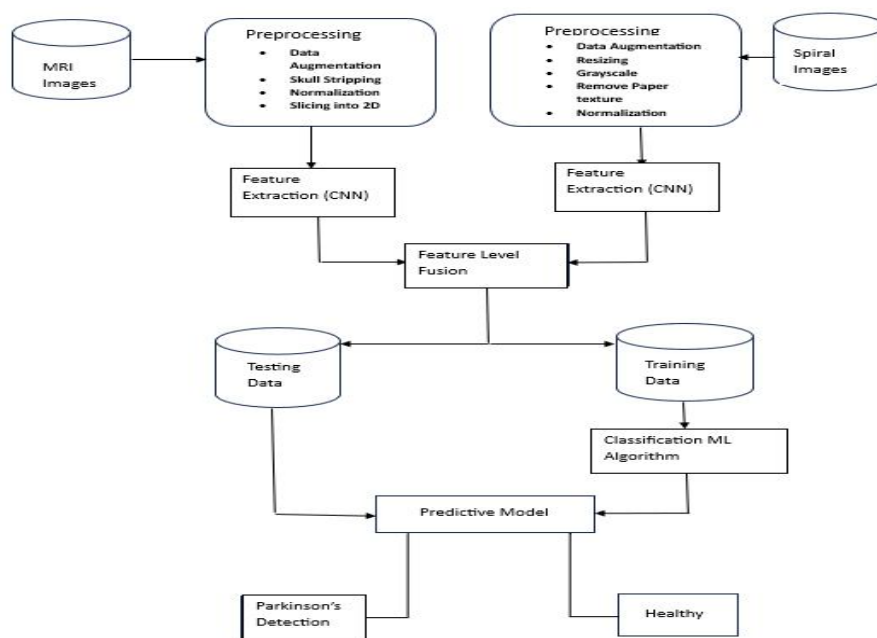 MRI
Images
Preprocessing
• Data
Augmentation
• Skull Stripping
• Normalization
• Slicing into 2D
Preprocessing
• Data Augmentation
• Resizing
• Grayscale
• Remove Paper
texture
• Normalization
Spiral
Images
Feature
Extraction (CNN)
Feature
Extraction (CNN)
Feature Level
Fusion
Testing
Data
Training
Data
Classification ML
Algorithm
Predictive Model
Parkinson's
Detection
Healthy